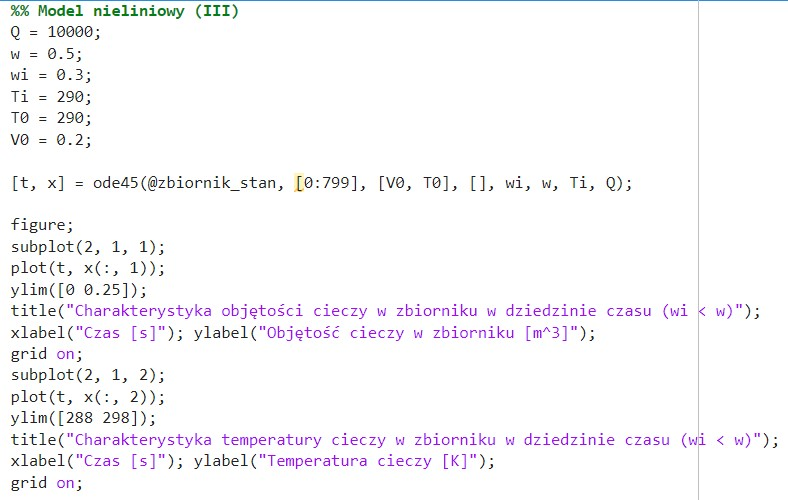 %% Model nieliniowy (III)
Q = 10000;
w = 0.5;
wi = 0.3;
Ti = 290;
T0 = 290;
V0 = 0.2;
[t, x] = ode45(@zbiornik_stan, [0:799], [V0, T0], [], wi, w, Ti, Q);
figure;
subplot(2, 1, 1);
plot(t, x(:, 1));
ylim([0 0.25]);
title("Charakterystyka objętości cieczy w zbiorniku w dziedzinie czasu (wi < w)");
xlabel("Czas [s]"); ylabel("Objętość cieczy w zbiorniku [m^3]");
grid on;
subplot(2, 1, 2);
plot(t, x(:, 2));
ylim([288 298]);
title("Charakterystyka temperatury cieczy w zbiorniku w dziedzinie czasu (wi < w)");
xlabel("Czas [s]"); ylabel("Temperatura cieczy [K]");
grid on;